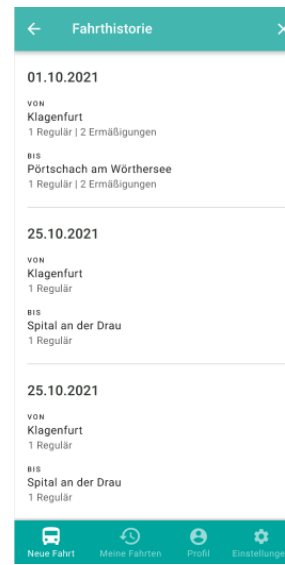 Fahrthistorie
01.10.2021
VON
Klagenfurt
1 Regulär | 2 Ermäßigungen
BIS
Pörtschach am Wörthersee
1 Regulär | 2 Ermäßigungen
25.10.2021
VON
Klagenfurt
1 Regulär
BIS
Spital an der Drau
1 Regulär
25.10.2021
VON
Klagenfurt
1 Regulär
BIS
Spital an der Drau
1 Regulär
Neue Fahrt Meine Fahrten Profil Einstellunge